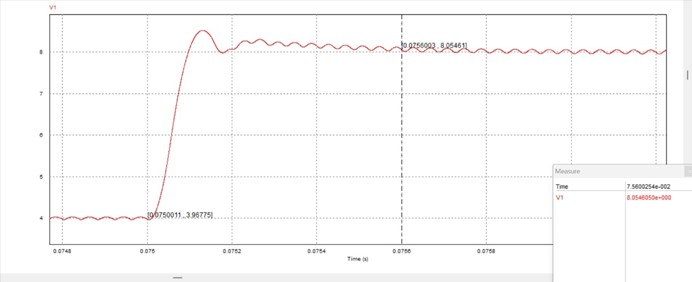 V1
8
7
6
5
4
[0.0756003 , 8.05461]
[0.0750011 , 3.95775]
0.0748
0.075
0.0752
0.0754
0.0756
0.0758
Time (s)
Measure
Time 7.5600254e-002
V1 8.0546050e+000